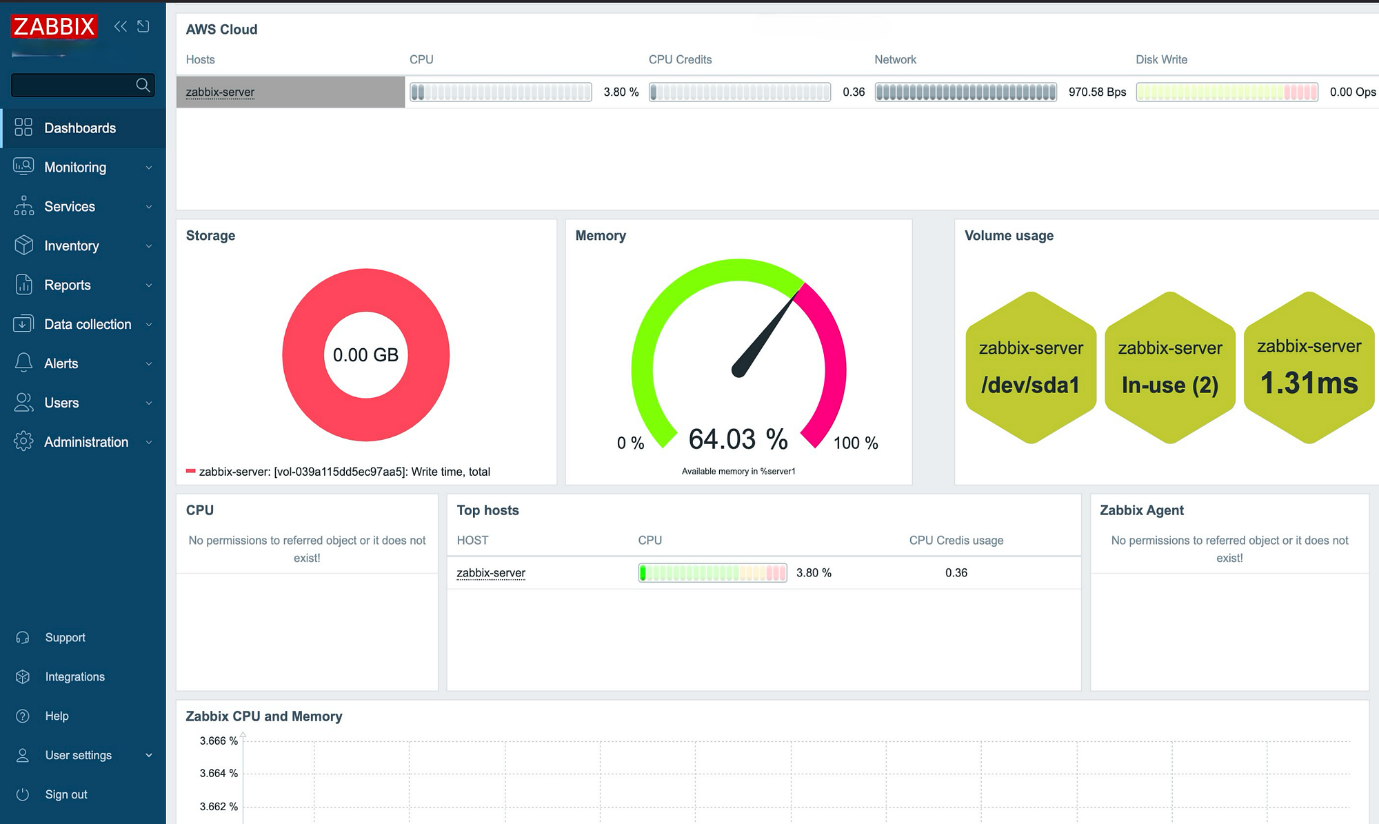 ZABBIX
Dashboards
Monitoring
Services
Inventory
Reports
Data collection
Alerts
Users
Administration
Support
Integrations
Help
User settings
Sign out
AWS Cloud
Hosts CPU CPU Credits Network Disk Write
zabbix-server 3.80 % 0.36 970.58 Bps 0.00 Ops
Storage
0.00 GB
zabbix-server: [vol-039a115dd5ec97aa5]: Write time, total
Memory
0 % 64.03 % 100 %
Available memory in %server1
Volume usage
zabbix-server
/dev/sda1
zabbix-server
In-use (2)
zabbix-server
1.31ms
CPU
No permissions to referred object or it does not
exist!
Top hosts
HOST CPU CPU Credis usage
zabbix-server 3.80 % 0.36
Zabbix Agent
No permissions to referred object or it does not
exist!
Zabbix CPU and Memory
3.666 %
3.664 %
3.662 %